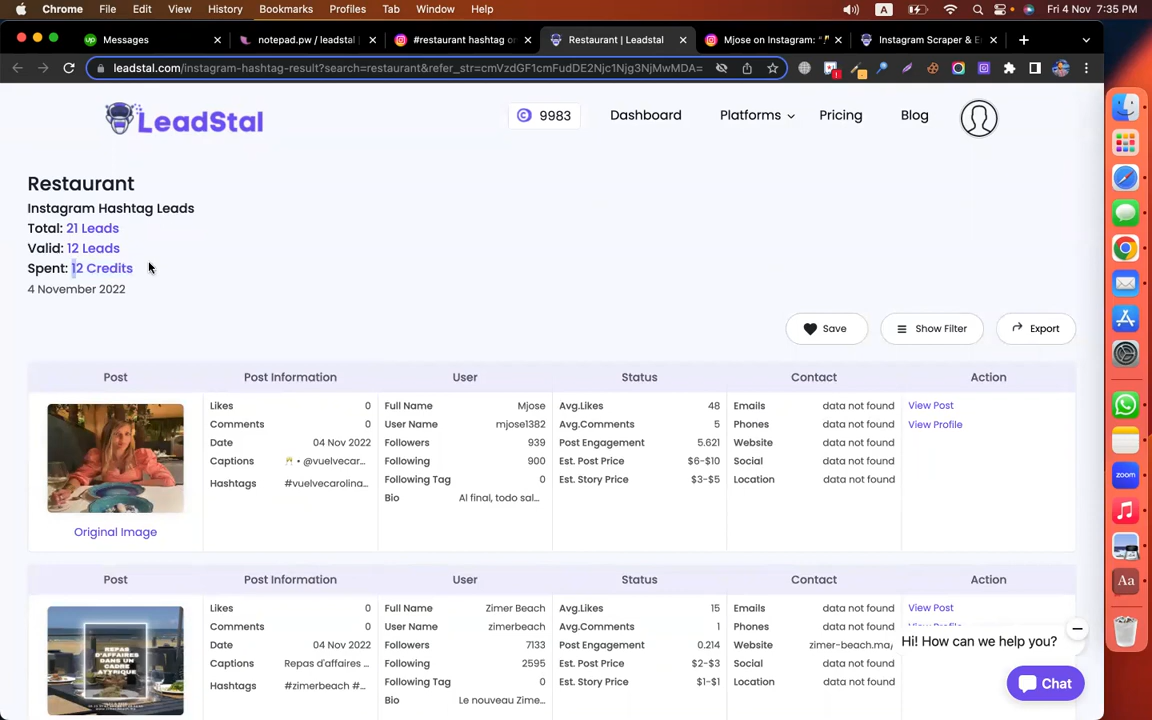 Chrome File Edit View History Bookmarks Profiles Tab Window Help A Fri 4 Nov 7:35 PM
Messages notepad.pw / leadstal #restaurant hashtag on Restaurant | Leadstal Mjose on Instagram: " Instagram Scraper & E
leadstal.com/instagram-hashtag-result?search=restaurant&refer_str=cmVzdGF1cmFudDE2Njc1Njg3NjMwMDA=
LeadStal 9983 Dashboard Platforms Pricing Blog
Restaurant
Instagram Hashtag Leads
Total: 21 Leads
Valid: 12 Leads
Spent: 12 Credits
4 November 2022
Save Show Filter Export
Post Post Information User Status Contact Action
Likes 0 Full Name Mjose Avg.Likes 48 Emails data not found View Post
Comments 0 User Name mjose1382 Avg.Comments 5 Phones data not found View Profile
Date 04 Nov 2022 Followers 939 Post Engagement 5.621 Website data not found
Captions 🥂 • @vuelvecar... Following 900 Est. Post Price $6-$10 Social data not found
Hashtags #vuelvecarolina... Following Tag 0 Est. Story Price $3-$5 Location data not found
Bio Al final, todo sal...
Original Image
Post Post Information User Status Contact Action
Likes 0 Full Name Zimer Beach Avg.Likes 15 Emails data not found View Post
Comments 0 User Name zimerbeach Avg.Comments 1 Phones data not found View Profile
Date 04 Nov 2022 Followers 7133 Post Engagement 0.214 Website zimer-beach.ma/
Captions Repas d'affaires ... Following 2595 Est. Post Price $2-$3 Social data not found
Hashtags #zimerbeach #... Following Tag 0 Est. Story Price $1-$1 Location data not found
Bio Le nouveau Zime...
REPAS
D'AFFAIRES
DANS UN
CADRE
Hi! How can we help you?
Chat
zoom
Aa